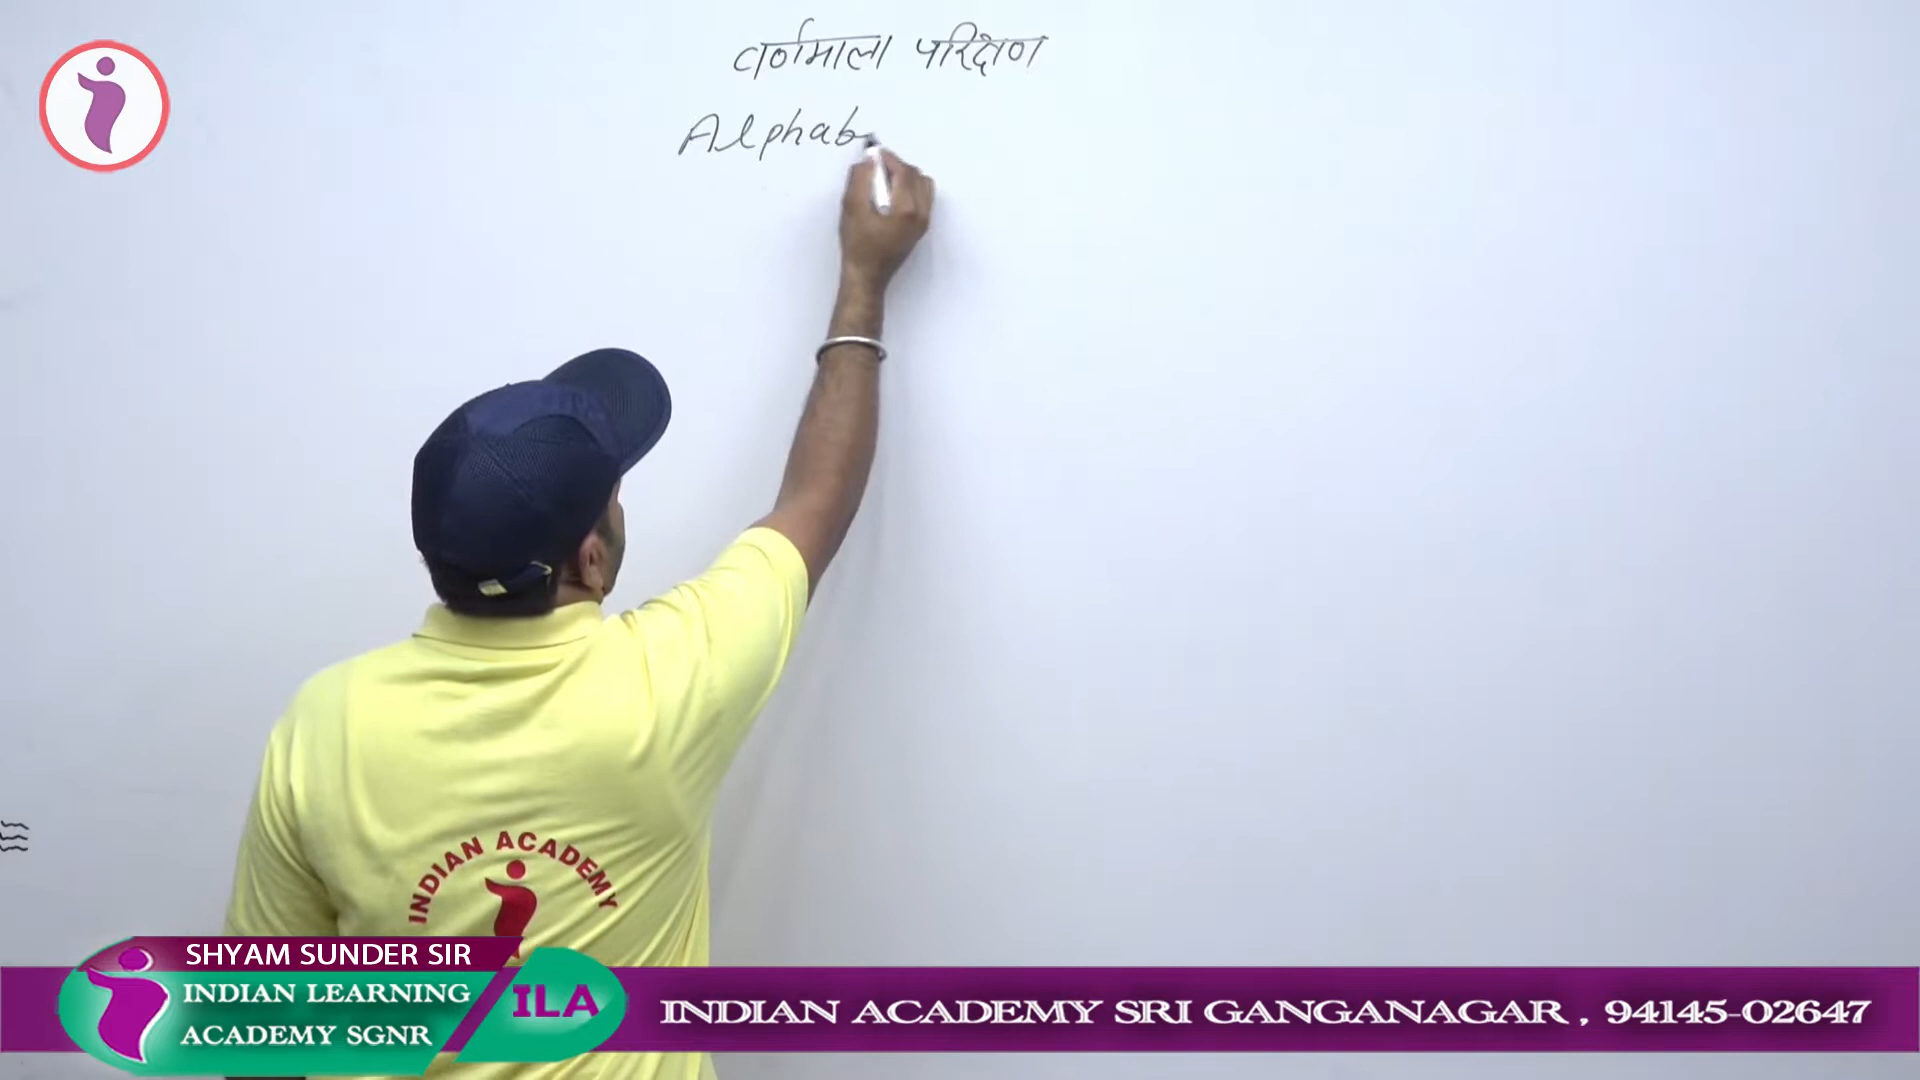 वर्णमाला परिक्षण
Alphab
INDIAN ACADEMY
SHYAM SUNDER SIR
INDIAN LEARNING
ACADEMY SGNR
ILA
INDIAN ACADEMY SRI GANGANAGAR , 94145-02647